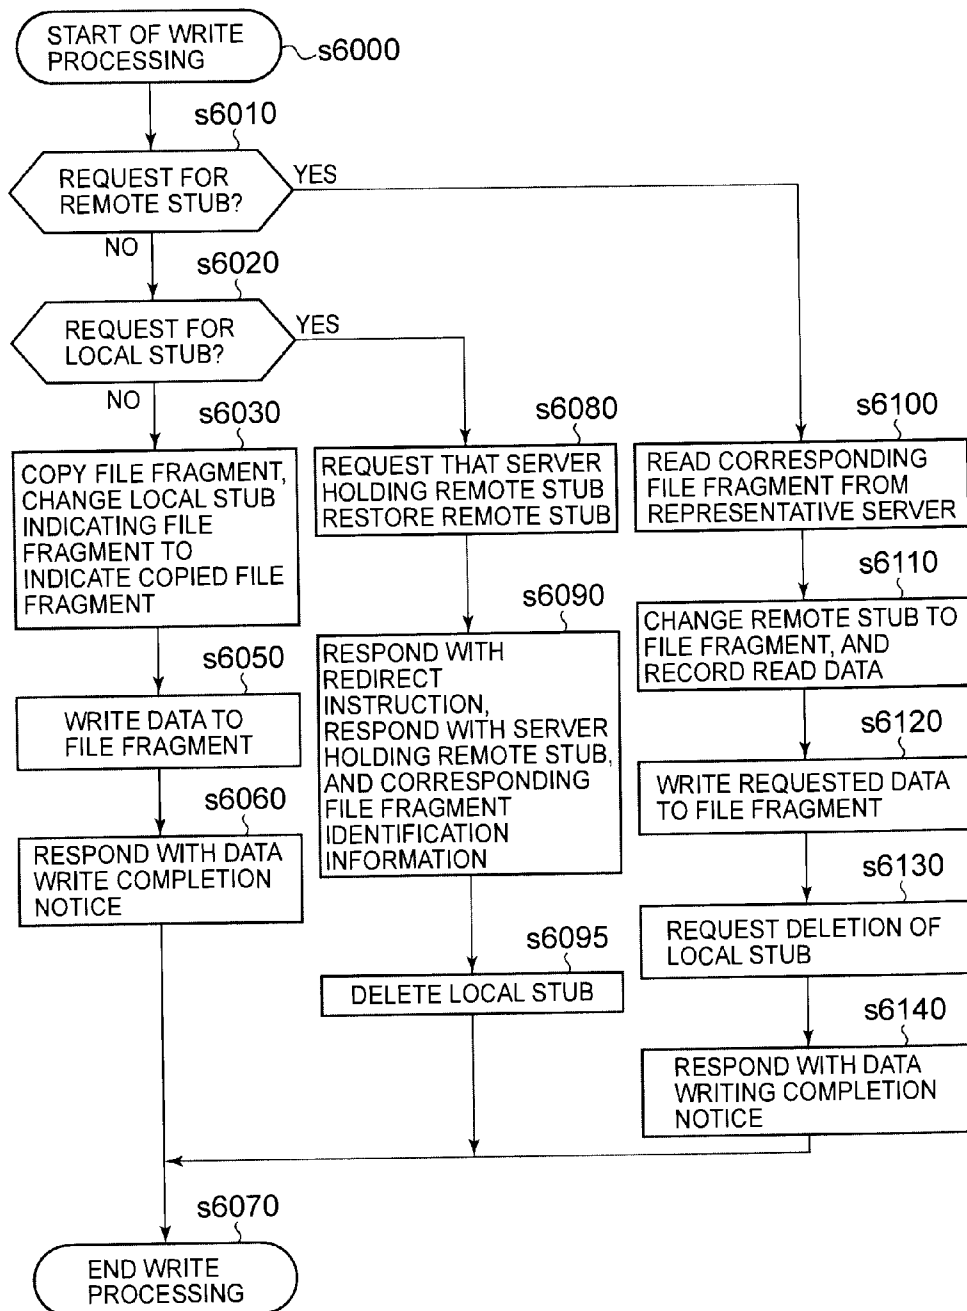 START OF WRITE
PROCESSING
s6000
s6010
REQUEST FOR
REMOTE STUB?
YES
NO
s6020
REQUEST FOR
LOCAL STUB?
YES
NO
s6030
COPY FILE FRAGMENT,
CHANGE LOCAL STUB
INDICATING FILE
FRAGMENT TO
INDICATE COPIED FILE
FRAGMENT
s6050
WRITE DATA TO
FILE FRAGMENT
s6060
RESPOND WITH DATA
WRITE COMPLETION
NOTICE
s6080
REQUEST THAT SERVER
HOLDING REMOTE STUB
RESTORE REMOTE STUB
s6090
RESPOND WITH
REDIRECT
INSTRUCTION,
RESPOND WITH SERVER
HOLDING REMOTE STUB,
AND CORRESPONDING
FILE FRAGMENT
IDENTIFICATION
INFORMATION
s6095
DELETE LOCAL STUB
s6100
READ CORRESPONDING
FILE FRAGMENT FROM
REPRESENTATIVE SERVER
s6110
CHANGE REMOTE STUB TO
FILE FRAGMENT, AND
RECORD READ DATA
s6120
WRITE REQUESTED DATA
TO FILE FRAGMENT
s6130
REQUEST DELETION OF
LOCAL STUB
s6140
RESPOND WITH DATA
WRITING COMPLETION
NOTICE
s6070
END WRITE
PROCESSING